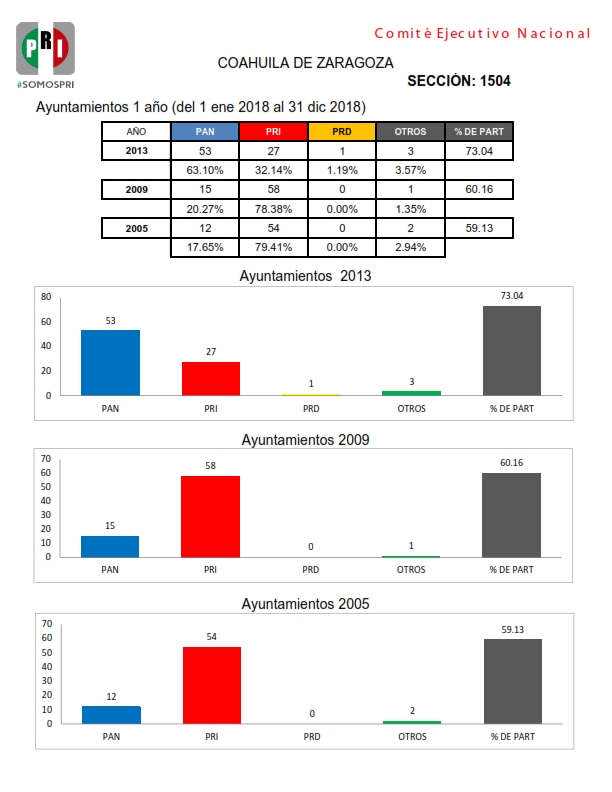 Comité Ejecutivo Nacional
PRI
#SOMOSPRI
COAHUILA DE ZARAGOZA
SECCIÓN: 1504
Ayuntamientos 1 año (del 1 ene 2018 al 31 dic 2018)
AÑO PAN PRI PRD OTROS % DE PART
2013 53 27 1 3 73.04
63.10% 32.14% 1.19% 3.57%
2009 15 58 0 1 60.16
20.27% 78.38% 0.00% 1.35%
2005 12 54 0 2 59.13
17.65% 79.41% 0.00% 2.94%
Ayuntamientos 2013
80
60
40
20
0
53
27
1
3
73.04
PAN PRI PRD OTROS % DE PART
Ayuntamientos 2009
70
60
50
40
30
20
10
0
15
58
0
1
60.16
PAN PRI PRD OTROS % DE PART
Ayuntamientos 2005
70
60
50
40
30
20
10
0
12
54
0
2
59.13
PAN PRI PRD OTROS % DE PART